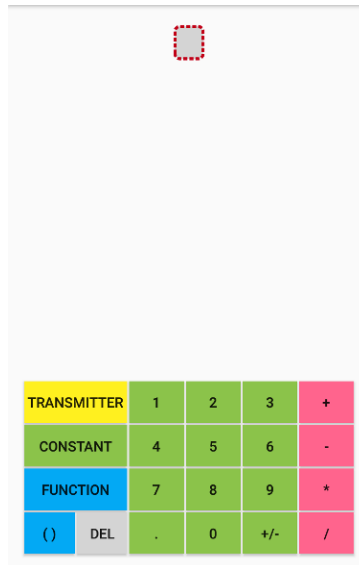 TRANSMITTER 1 2 3 +
CONSTANT 4 5 6 -
FUNCTION 7 8 9 *
( ) DEL . 0 +/- /